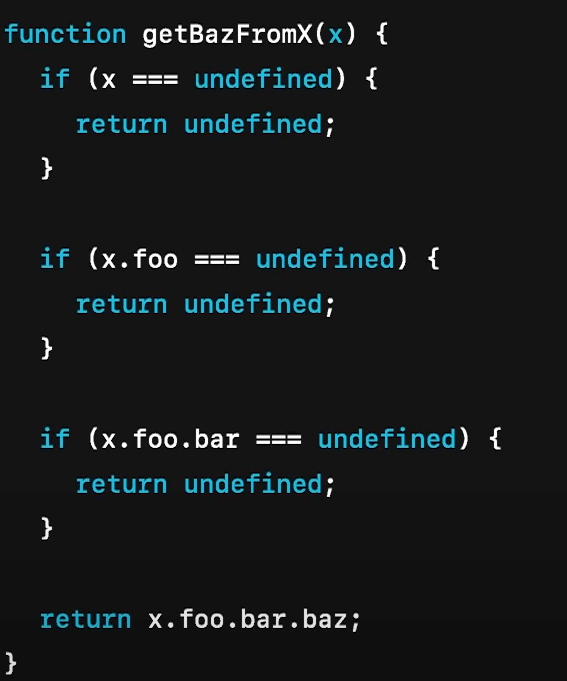 function getBazFromX(x) {
  if (x === undefined) {
    return undefined;
  }

  if (x.foo === undefined) {
    return undefined;
  }

  if (x.foo.bar === undefined) {
    return undefined;
  }

  return x.foo.bar.baz;
}